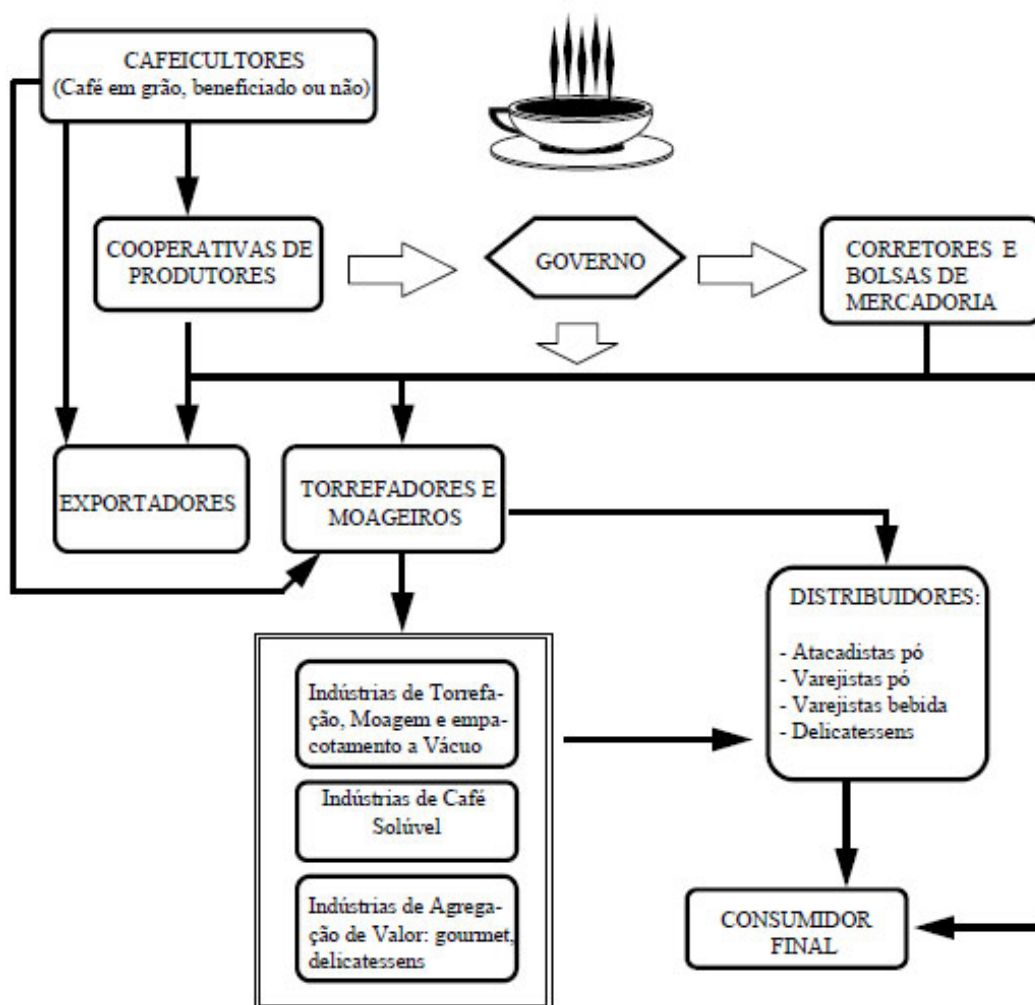 CAFEICULTORES
(Café em grão, beneficiado ou não)
COOPERATIVAS DE
PRODUTORES
GOVERNO
CORRETORES E
BOLSAS DE
MERCADORIA
EXPORTADORES
TORREFADORES E
MOAGEIROS
DISTRIBUIDORES:
- Atacadistas pó
- Varejistas pó
- Varejistas bebida
- Delicatessens
Indústrias de Torrefa-
ção, Moagem e empa-
cotamento a Vácuo
Indústrias de Café
Solúvel
Indústrias de Agrega-
ção de Valor: gourmet,
delicatessens
CONSUMIDOR
FINAL